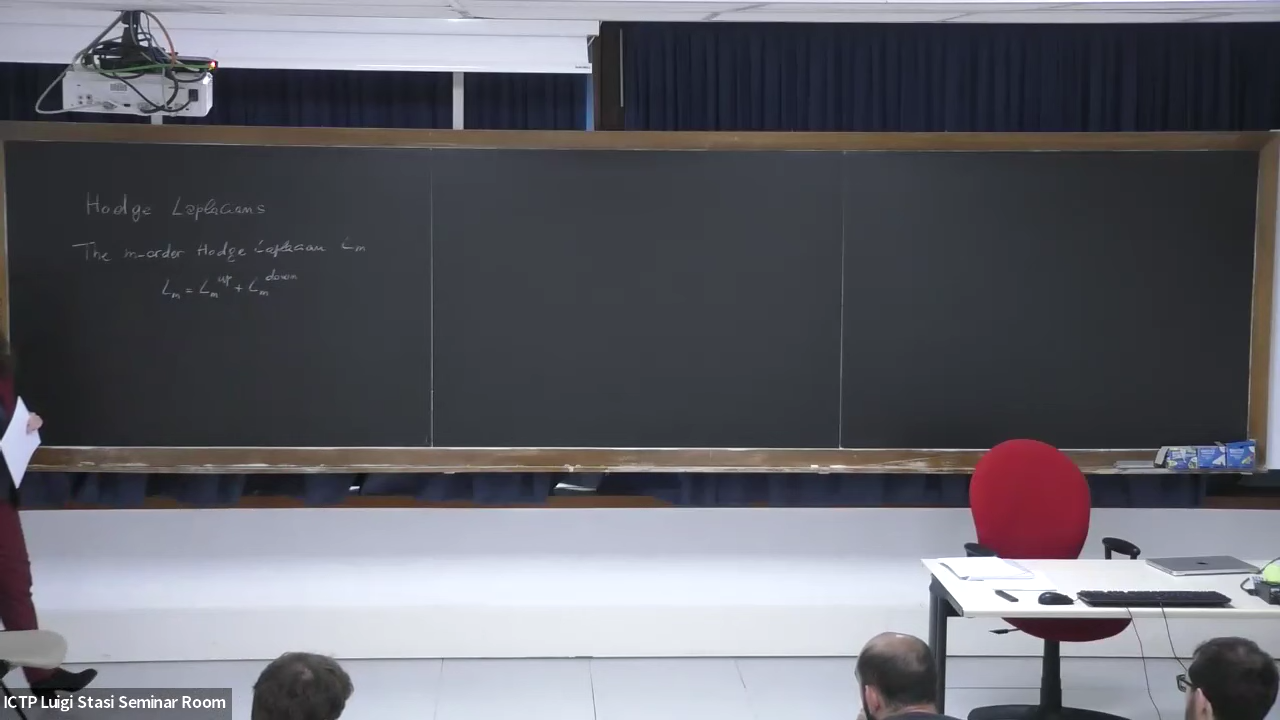 Hodge Laplacians
The m-order Hodge Laplacian Lm
Lm = Lm^up + Lm^down
ICTP Luigi Stasi Seminar Room